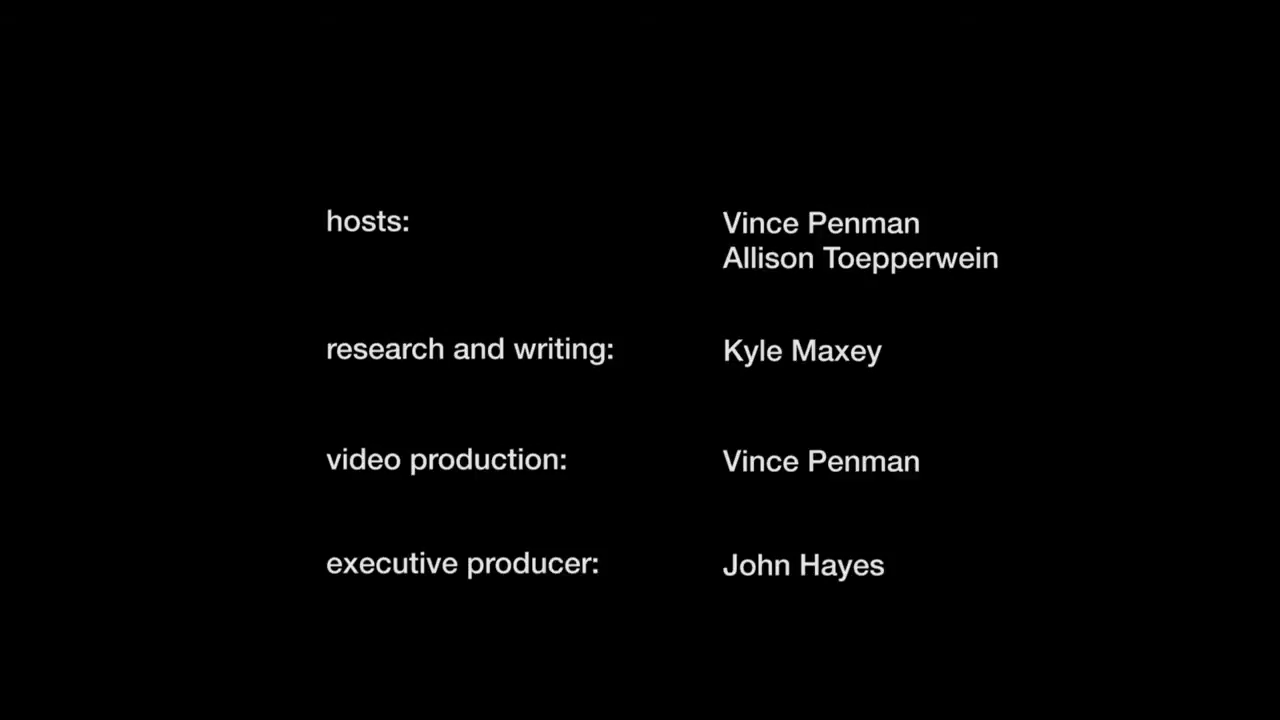 hosts: Vince Penman
Allison Toepperwein
research and writing: Kyle Maxey
video production: Vince Penman
executive producer: John Hayes